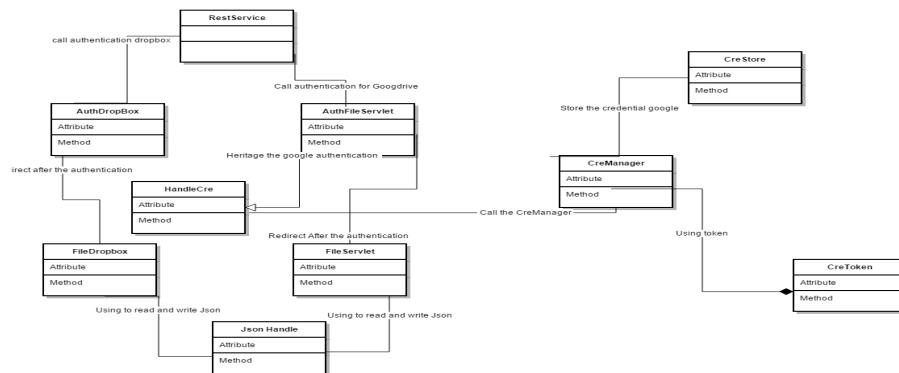 RestService
call authentication dropbox
Call authentication for Googdrive
CreStore
Attribute
Method
Store the credential google
AuthDropBox
Attribute
Method
AuthFileServlet
Attribute
Method
irect after the authentication
Heritage the google authentication
CreManager
Attribute
Method
HandleCre
Attribute
Method
Call the CreManager
Using token
Redirect After the authentication
FileDropbox
Attribute
Method
FileServlet
Attribute
Method
CreToken
Attribute
Method
Using to read and write Json
Using to read and write Json
Json Handle
Attribute
Method